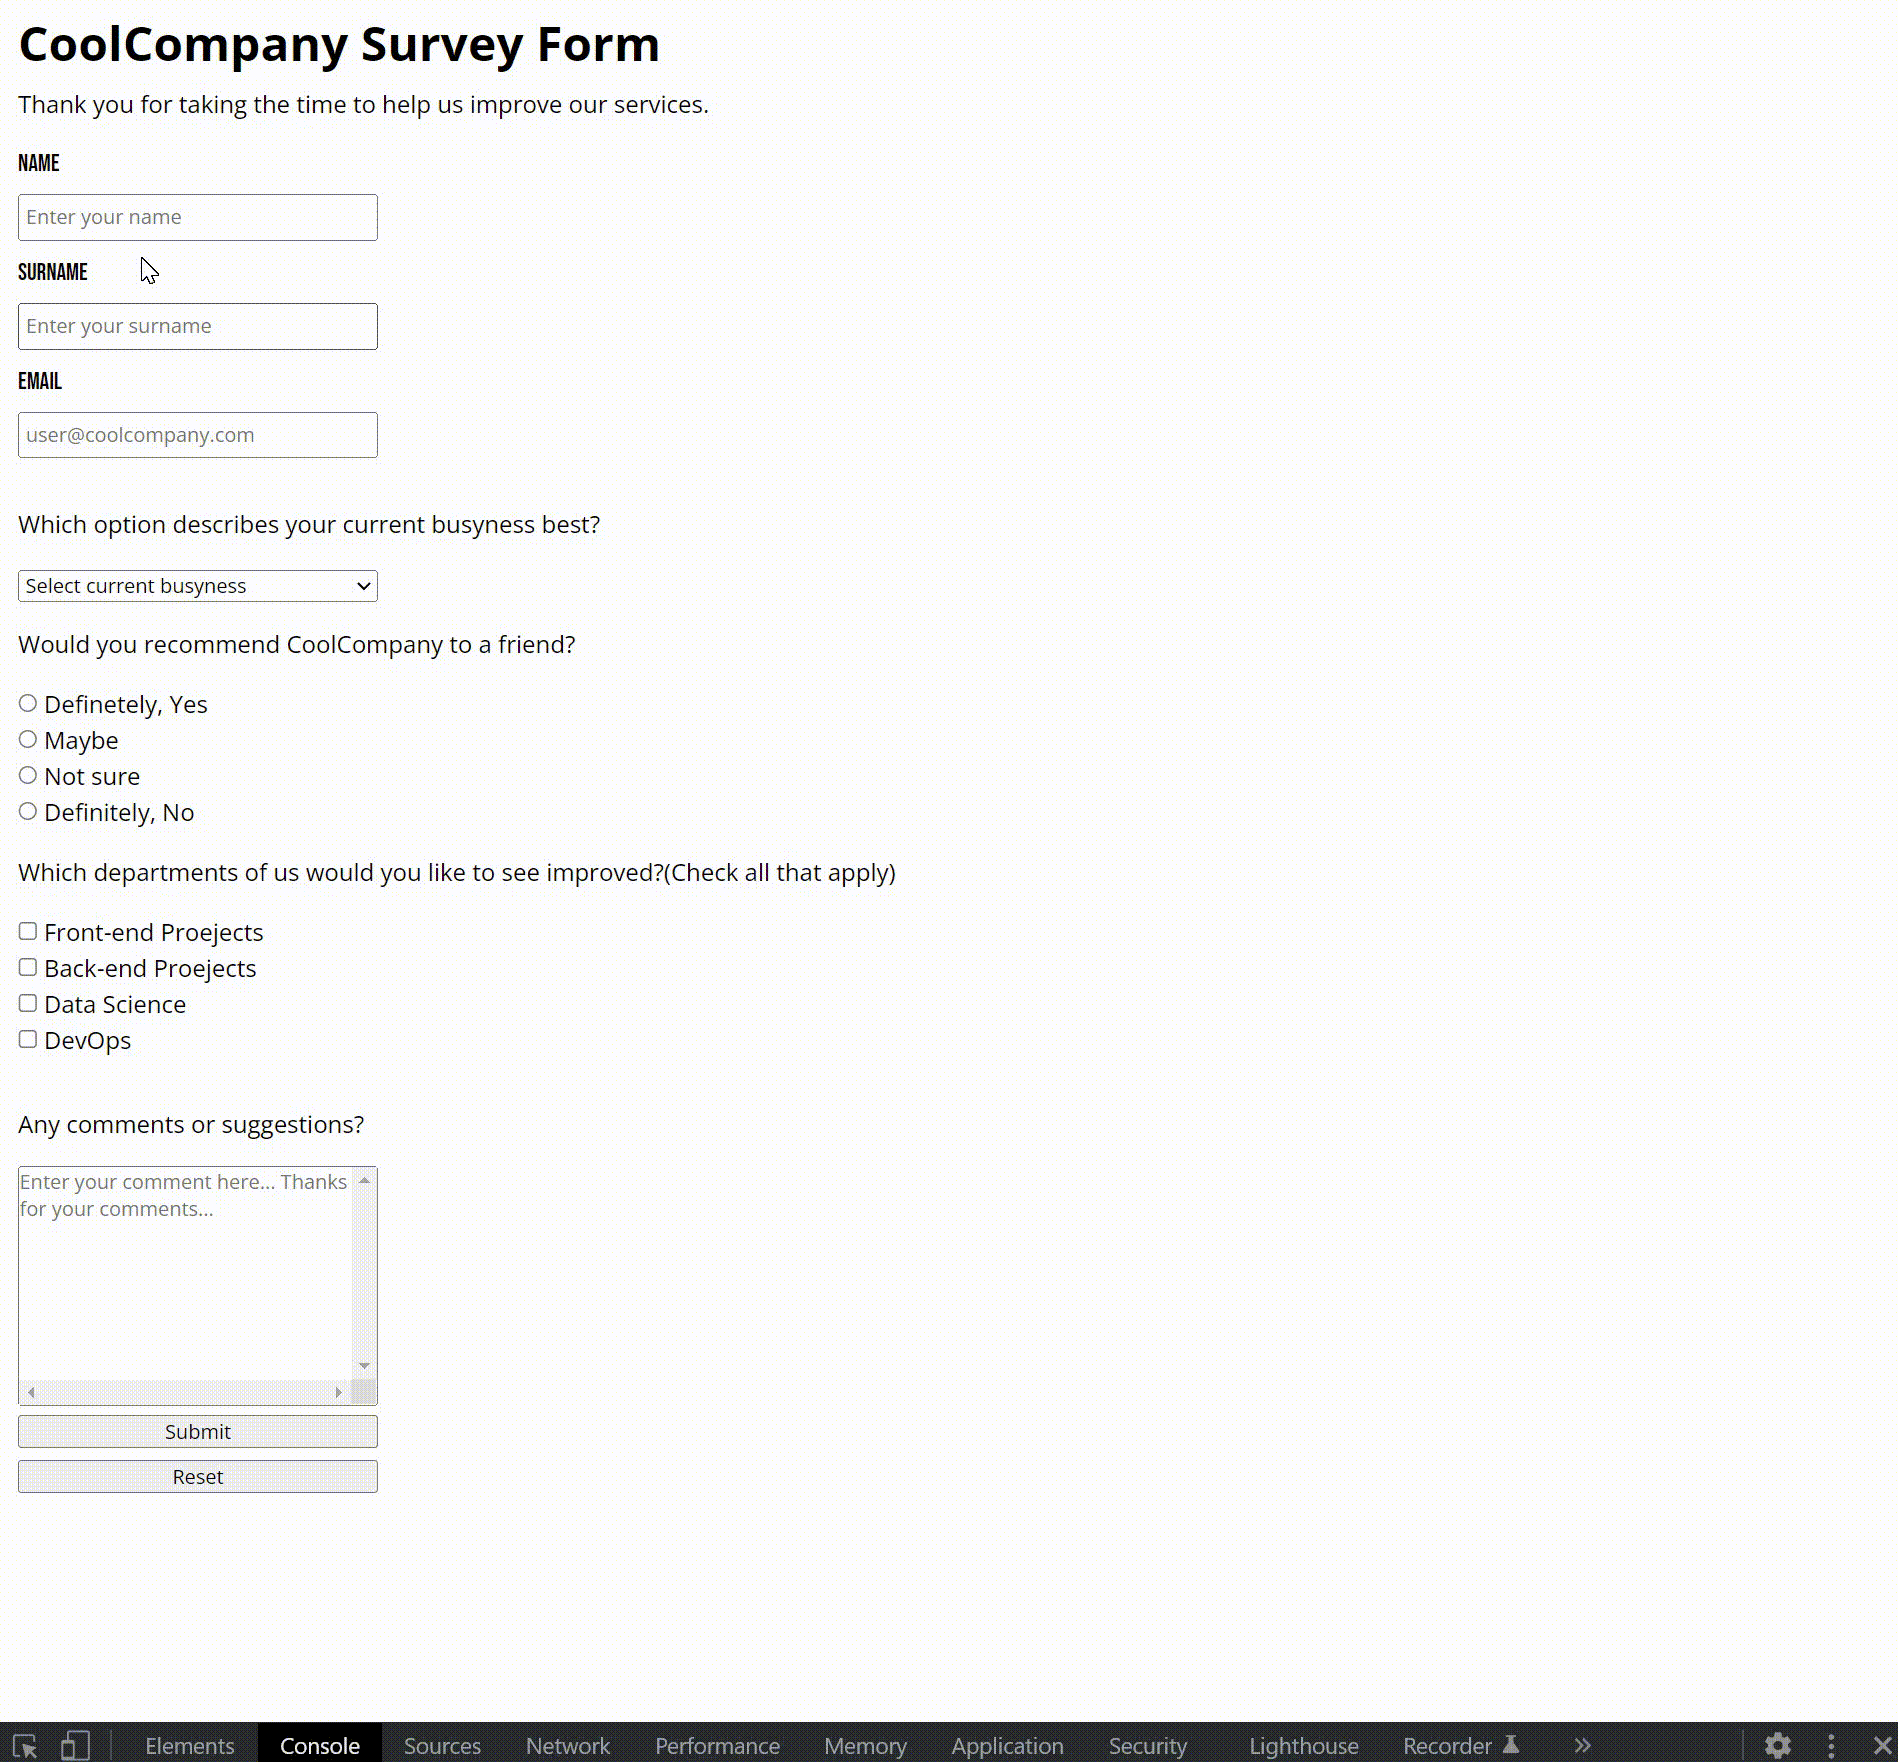 CoolCompany Survey Form
Thank you for taking the time to help us improve our services.
NAME
Enter your name
SURNAME
Enter your surname
EMAIL
user@coolcompany.com
Which option describes your current busyness best?
Select current busyness
Would you recommend CoolCompany to a friend?
Definetely, Yes
Maybe
Not sure
Definitely, No
Which departments of us would you like to see improved?(Check all that apply)
Front-end Proejects
Back-end Proejects
Data Science
DevOps
Any comments or suggestions?
Enter your comment here... Thanks
for your comments...
Submit
Reset
Elements Console Sources Network Performance Memory Application Security Lighthouse Recorder